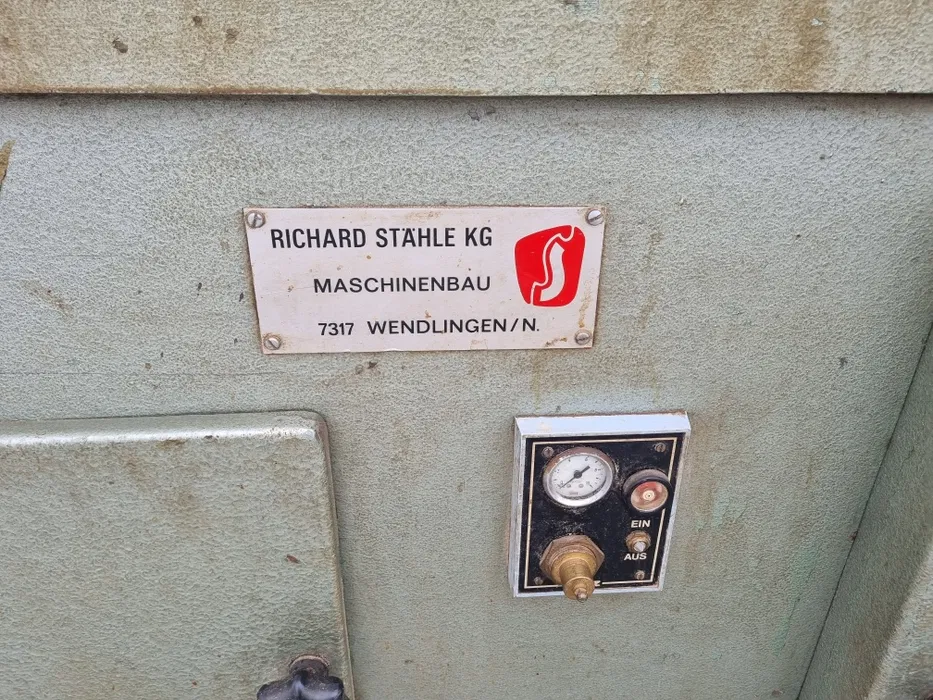 RICHARD STÄHLE KG
MASCHINENBAU
7317 WENDLINGEN/N.
EIN
AUS